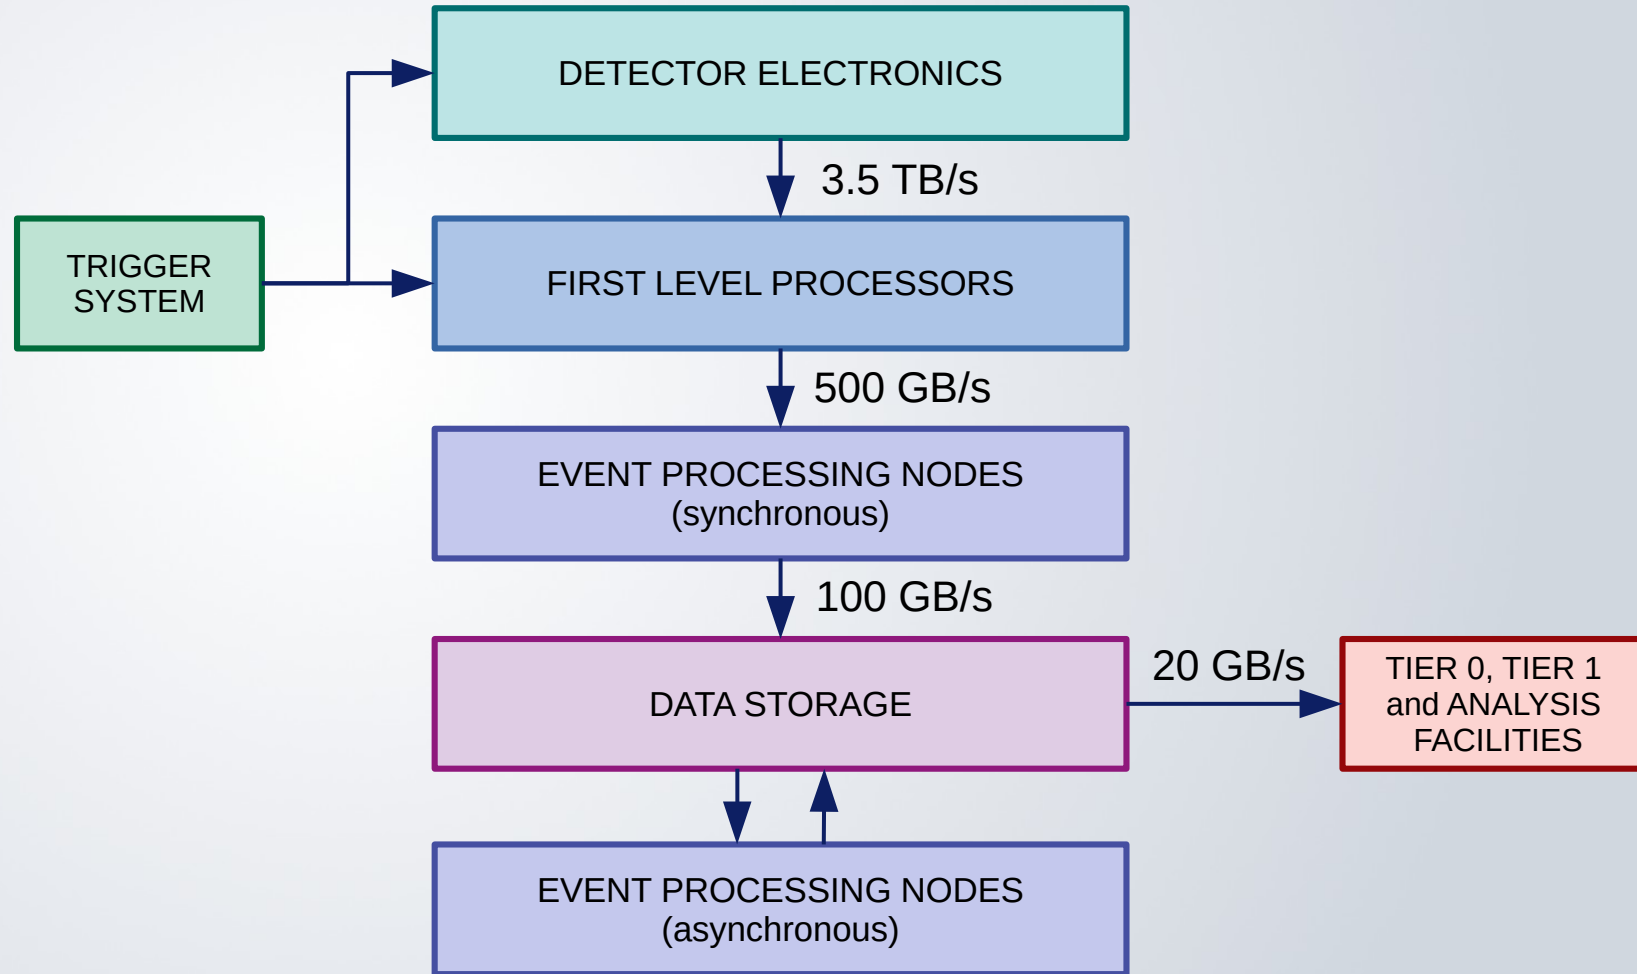 DETECTOR ELECTRONICS
3.5 TB/s
TRIGGER
SYSTEM
FIRST LEVEL PROCESSORS
500 GB/s
EVENT PROCESSING NODES
(synchronous)
100 GB/s
DATA STORAGE
20 GB/s
TIER 0, TIER 1
and ANALYSIS
FACILITIES
EVENT PROCESSING NODES
(asynchronous)